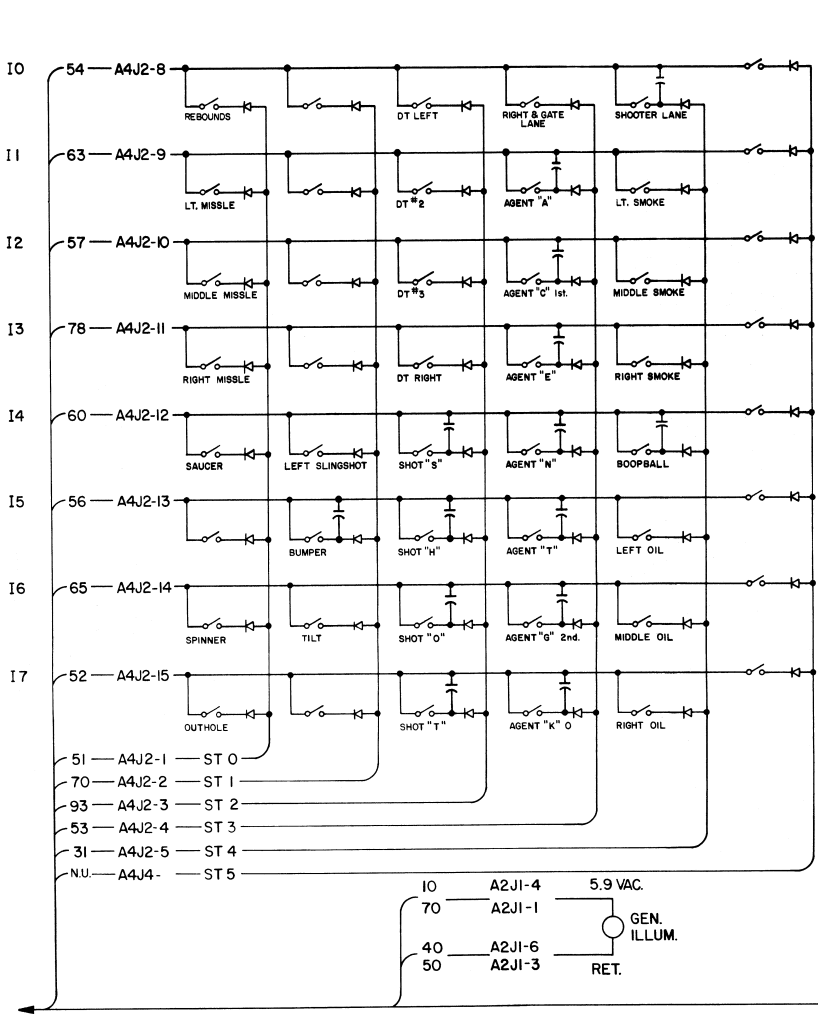 I0 54 A4J2-8
REBOUNDS DT LEFT RIGHT & GATE LANE SHOOTER LANE
I1 63 A4J2-9
LT. MISSLE DT #2 AGENT "A" LT. SMOKE
I2 57 A4J2-10
MIDDLE MISSLE DT #3 AGENT "C" 1st. MIDDLE SMOKE
I3 78 A4J2-11
RIGHT MISSLE DT RIGHT AGENT "E" RIGHT SMOKE
I4 60 A4J2-12
SAUCER LEFT SLINGSHOT SHOT "S" AGENT "N" BOOPBALL
I5 56 A4J2-13
BUMPER SHOT "H" AGENT "T" LEFT OIL
I6 65 A4J2-14
SPINNER TILT SHOT "O" AGENT "G" 2nd. MIDDLE OIL
I7 52 A4J2-15
OUTHOLE SHOT "T" AGENT "K" O RIGHT OIL
51 A4J2-1 ST 0
70 A4J2-2 ST 1
93 A4J2-3 ST 2
53 A4J2-4 ST 3
31 A4J2-5 ST 4
N.U. A4J4- ST 5
10 A2J1-4 5.9 VAC.
70 A2J1-1
GEN.
ILLUM.
40 A2J1-6
50 A2J1-3 RET.